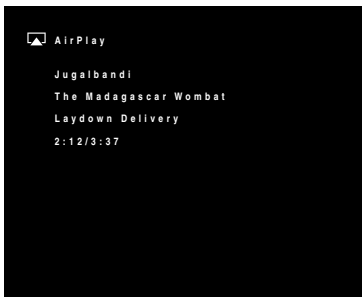 AirPlay
Jugalbandi
The Madagascar Wombat
Laydown Delivery
2:12/3:37